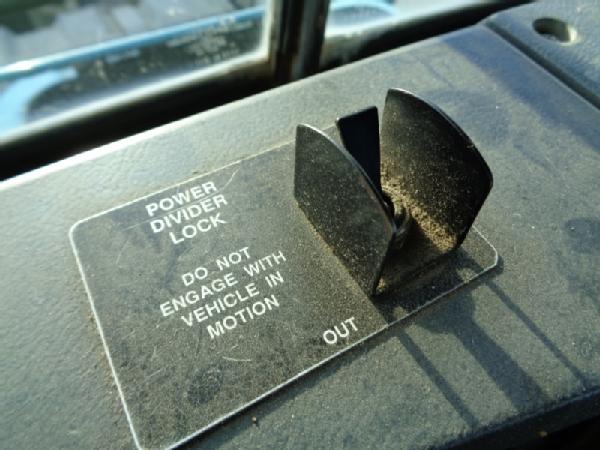 POWER
DIVIDER
LOCK
DO NOT
ENGAGE WITH
VEHICLE IN
MOTION
OUT